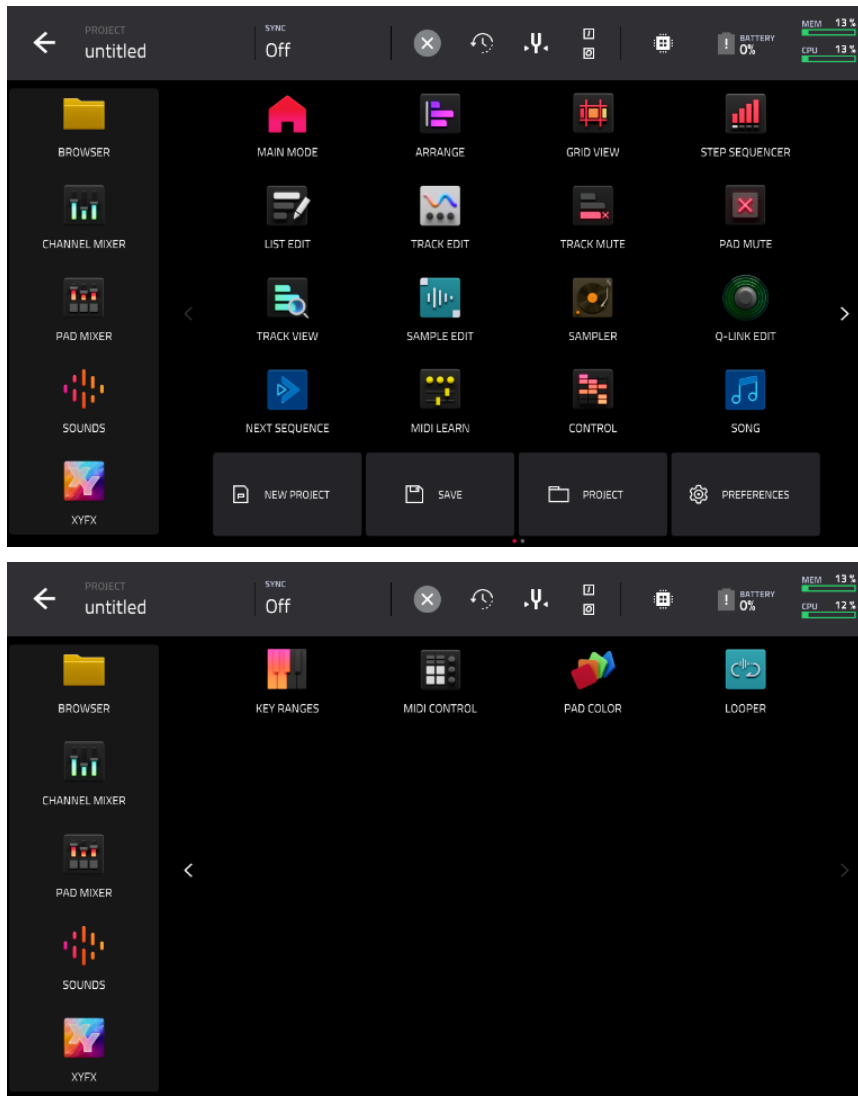 PROJECT
untitled
SYNC
Off
BATTERY
0%
MEM 13 %
CPU 13 %
BROWSER
CHANNEL MIXER
PAD MIXER
SOUNDS
XYFX
MAIN MODE
ARRANGE
GRID VIEW
STEP SEQUENCER
LIST EDIT
TRACK EDIT
TRACK MUTE
PAD MUTE
TRACK VIEW
SAMPLE EDIT
SAMPLER
Q-LINK EDIT
NEXT SEQUENCE
MIDI LEARN
CONTROL
SONG
NEW PROJECT
SAVE
PROJECT
PREFERENCES
PROJECT
untitled
SYNC
Off
BATTERY
0%
MEM 13 %
CPU 12 %
BROWSER
CHANNEL MIXER
PAD MIXER
SOUNDS
XYFX
KEY RANGES
MIDI CONTROL
PAD COLOR
LOOPER